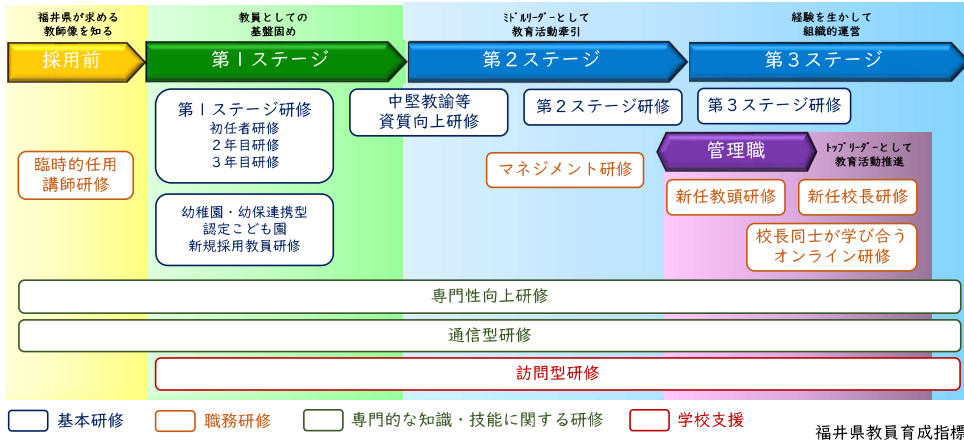 福井県が求める
教師像を知る
教員としての
基盤固め
ﾐﾄﾞﾙﾘｰﾀﾞｰとして
教育活動牽引
経験を生かして
組織的運営
採用前
第1ステージ
第2ステージ
第3ステージ
第1ステージ研修
初任者研修
2年目研修
3年目研修
中堅教諭等
資質向上研修
第2ステージ研修
第3ステージ研修
管理職
ﾄｯﾌﾟﾘｰﾀﾞｰとして
教育活動推進
臨時的任用
講師研修
マネジメント研修
新任教頭研修
新任校長研修
幼稚園・幼保連携型
認定こども園
新規採用教員研修
校長同士が学び合う
オンライン研修
専門性向上研修
通信型研修
訪問型研修
基本研修
職務研修
専門的な知識・技能に関する研修
学校支援
福井県教員育成指標